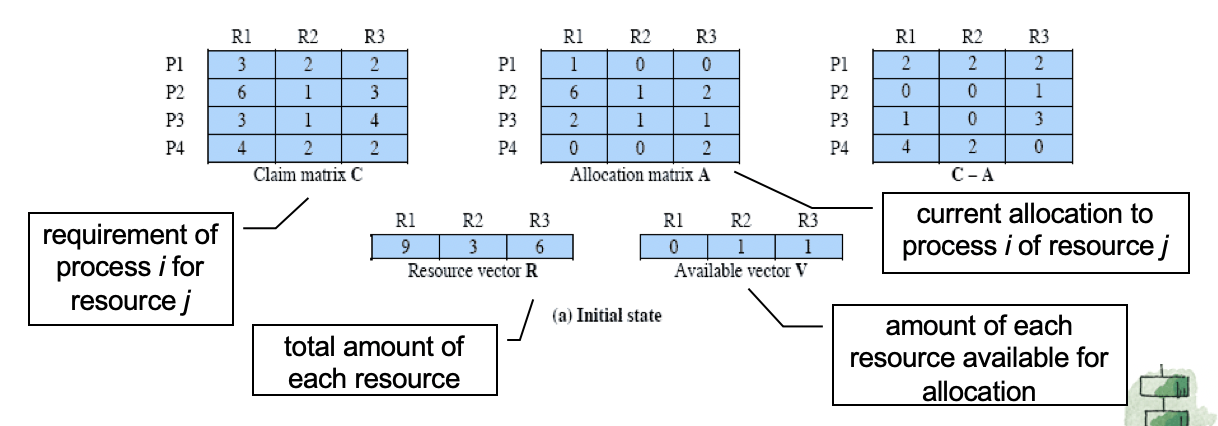 R1 R2 R3 R1 R2 R3 R1 R2 R3
P1 3 2 2 P1 1 0 0 P1 2 2 2
P2 6 1 3 P2 6 1 2 P2 0 0 1
P3 3 1 4 P3 2 1 1 P3 1 0 3
P4 4 2 2 P4 0 0 2 P4 4 2 0
Claim matrix C Allocation matrix A C – A
R1 R2 R3 R1 R2 R3
9 3 6 0 1 1
Resource vector R Available vector V
(a) Initial state
requirement of
process i for
resource j
current allocation to
process i of resource j
total amount of
each resource
amount of each
resource available for
allocation